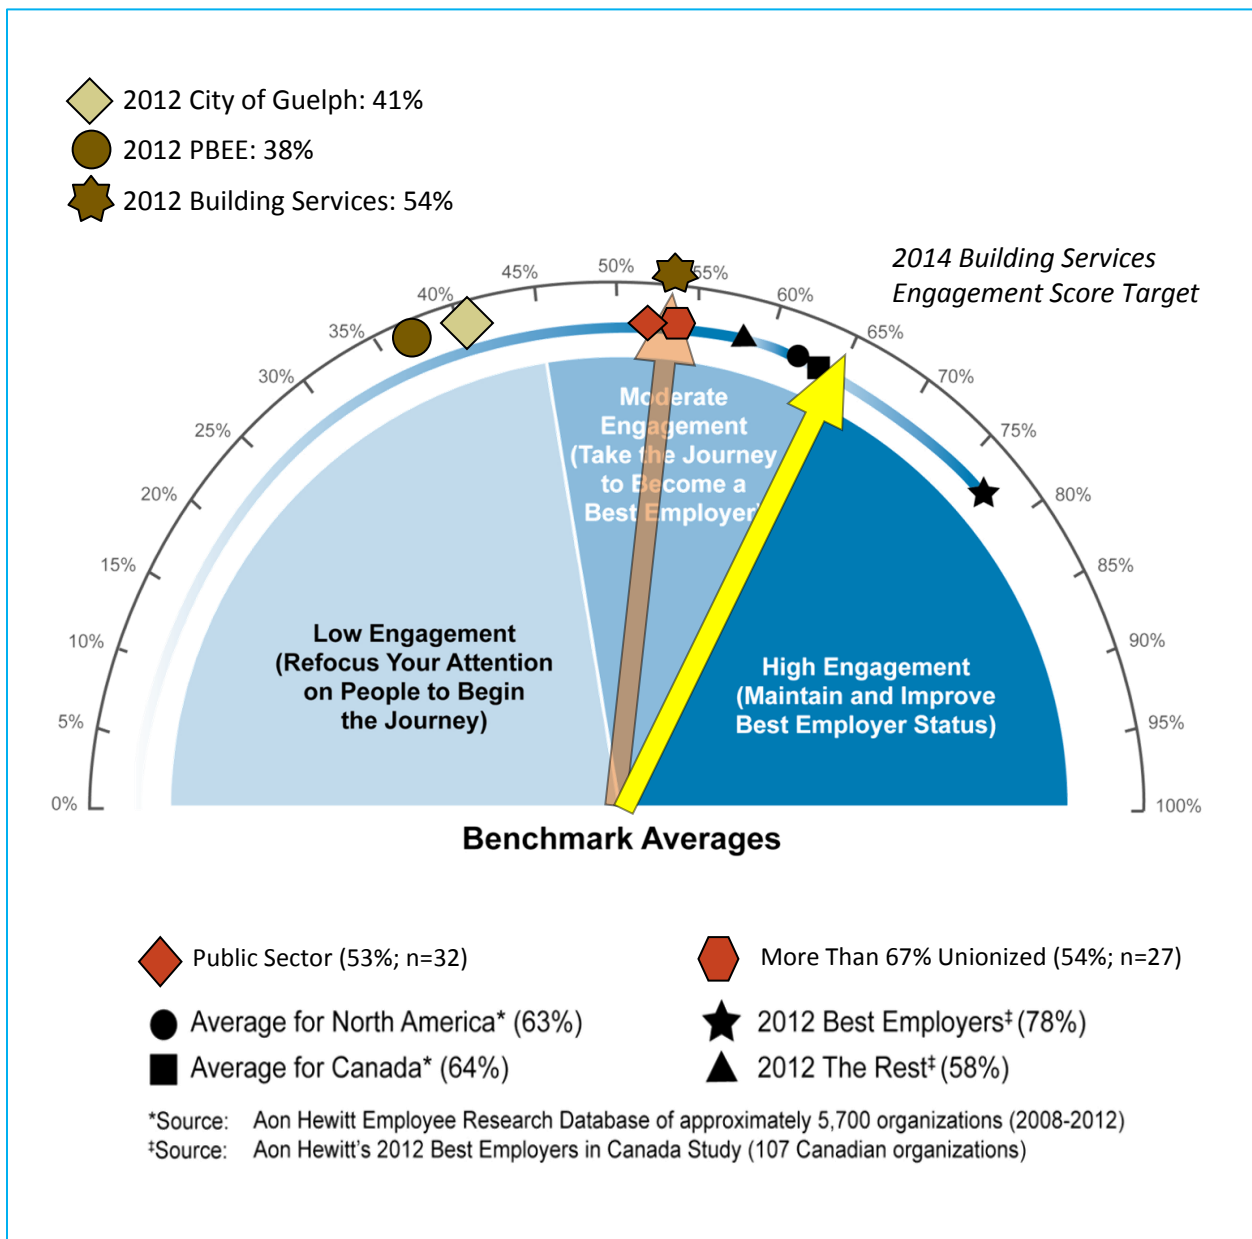 2012 City of Guelph: 41%
2012 PBEE: 38%
2012 Building Services: 54%
2014 Building Services
Engagement Score Target
0%
5%
10%
15%
20%
25%
30%
35%
40%
45%
50%
55%
60%
65%
70%
75%
80%
85%
90%
95%
100%
Low Engagement
(Refocus Your Attention
on People to Begin
the Journey)
Moderate
Engagement
(Take the Journey
to Become a
Best Employer)
High Engagement
(Maintain and Improve
Best Employer Status)
Benchmark Averages
Public Sector (53%; n=32)
More Than 67% Unionized (54%; n=27)
Average for North America* (63%)
2012 Best Employers‡ (78%)
Average for Canada* (64%)
2012 The Rest‡ (58%)
*Source: Aon Hewitt Employee Research Database of approximately 5,700 organizations (2008-2012)
‡Source: Aon Hewitt's 2012 Best Employers in Canada Study (107 Canadian organizations)